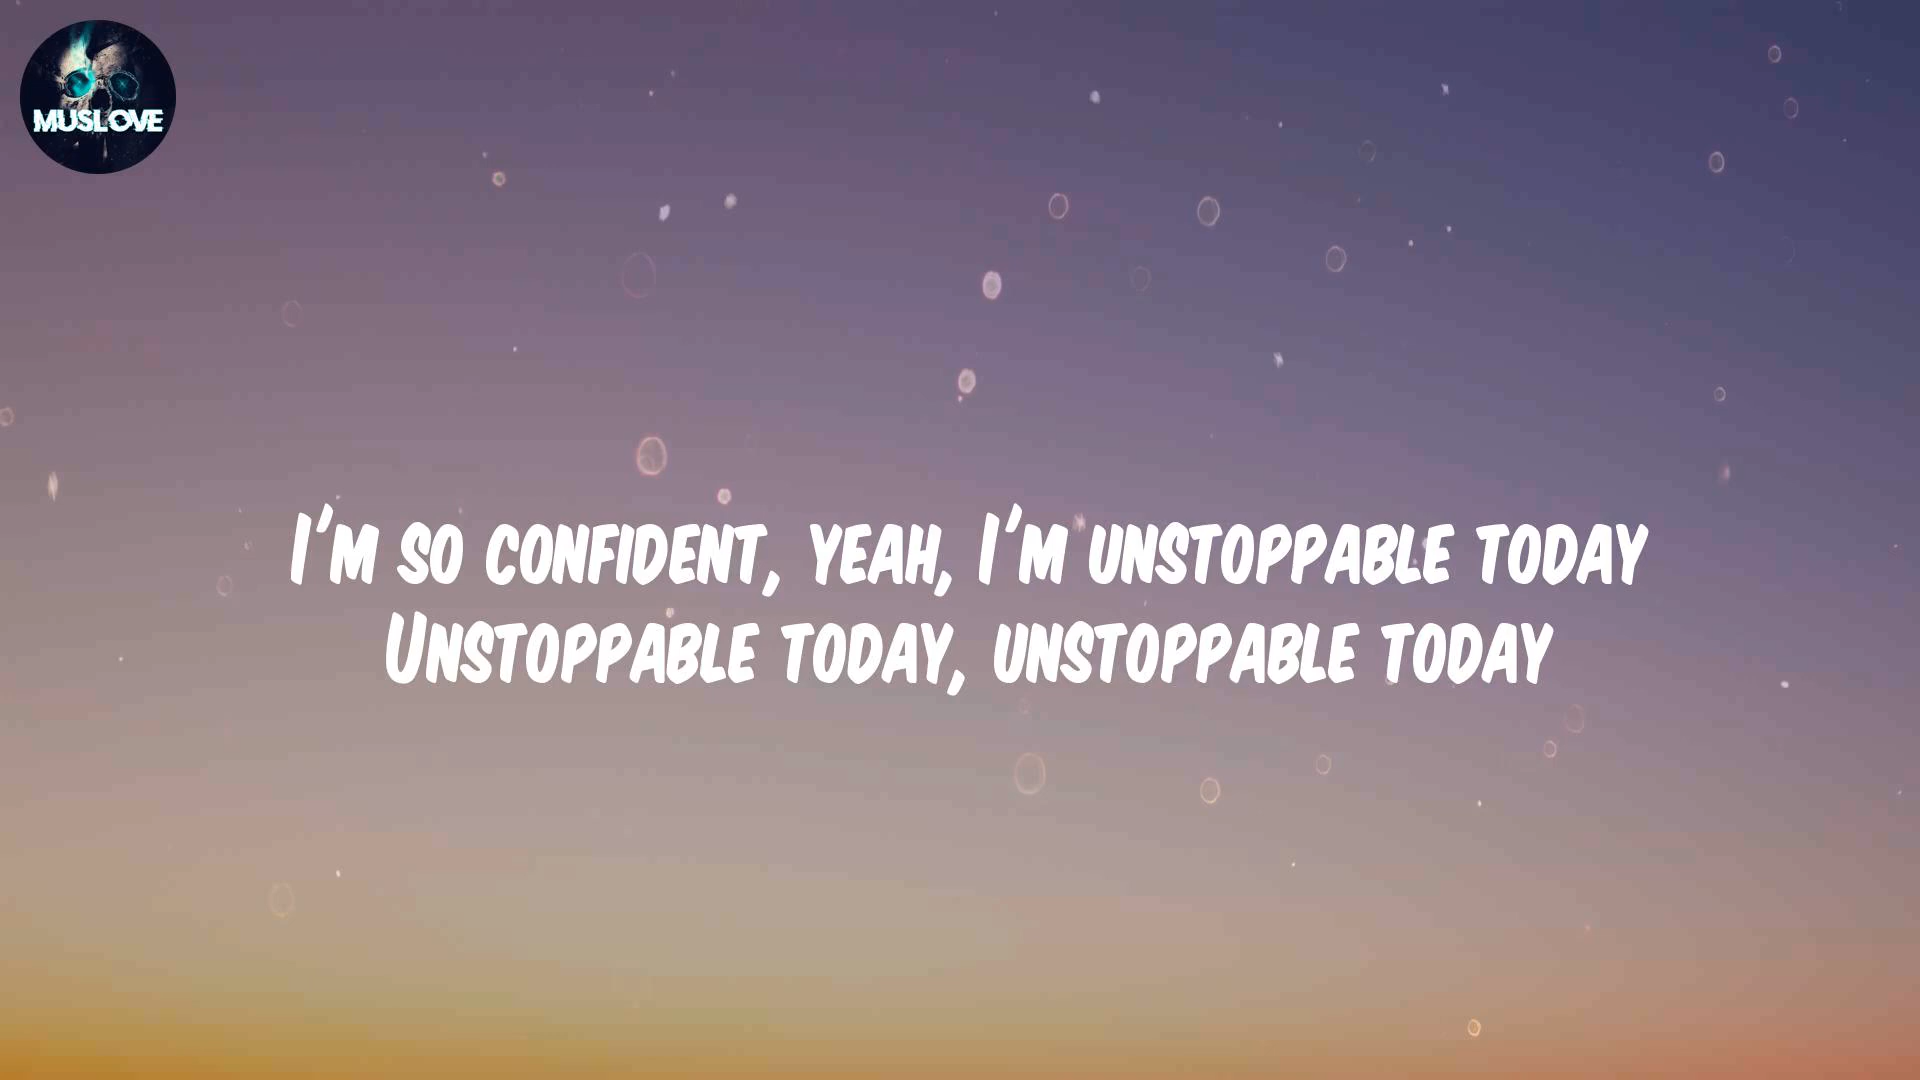 MUSLOVE
I'm so confident, yeah, I'm unstoppable today
Unstoppable today, unstoppable today